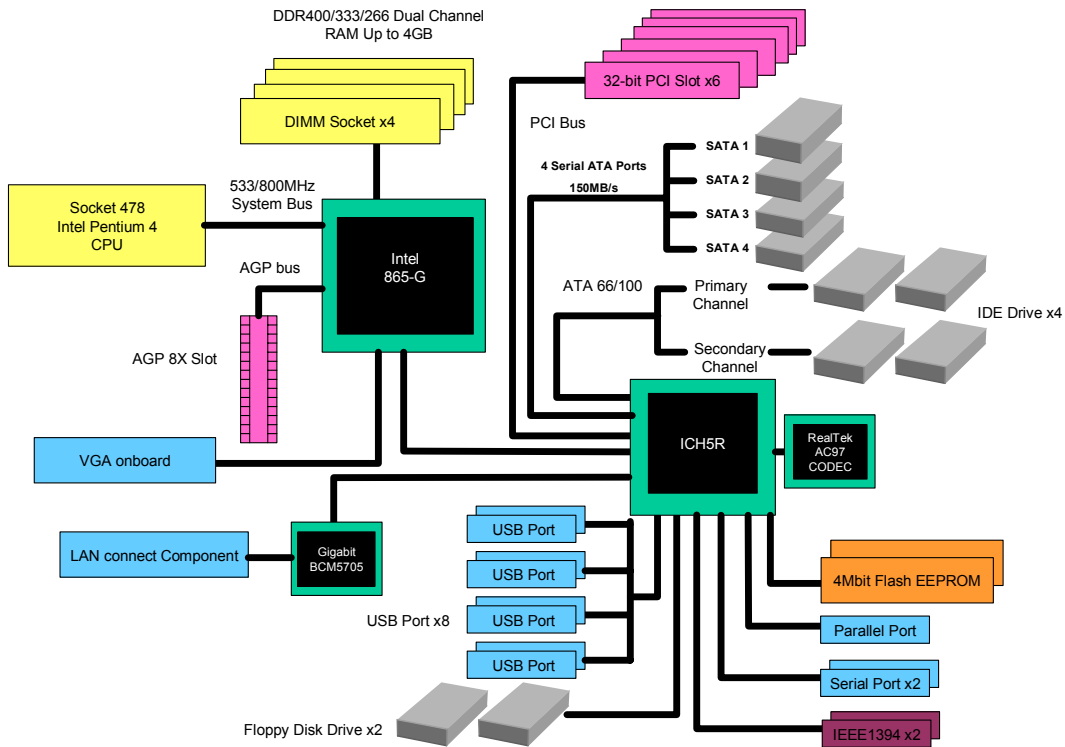 DDR400/333/266 Dual Channel
RAM Up to 4GB
DIMM Socket x4
32-bit PCI Slot x6
PCI Bus
SATA 1
4 Serial ATA Ports
150MB/s
SATA 2
SATA 3
SATA 4
533/800MHz
System Bus
Socket 478
Intel Pentium 4
CPU
Intel
865-G
AGP bus
AGP 8X Slot
ATA 66/100
Primary
Channel
IDE Drive x4
Secondary
Channel
ICH5R
RealTek
AC97
CODEC
VGA onboard
LAN connect Component
Gigabit
BCM5705
USB Port
USB Port
USB Port x8
USB Port
USB Port
4Mbit Flash EEPROM
Parallel Port
Serial Port x2
Floppy Disk Drive x2
IEEE1394 x2